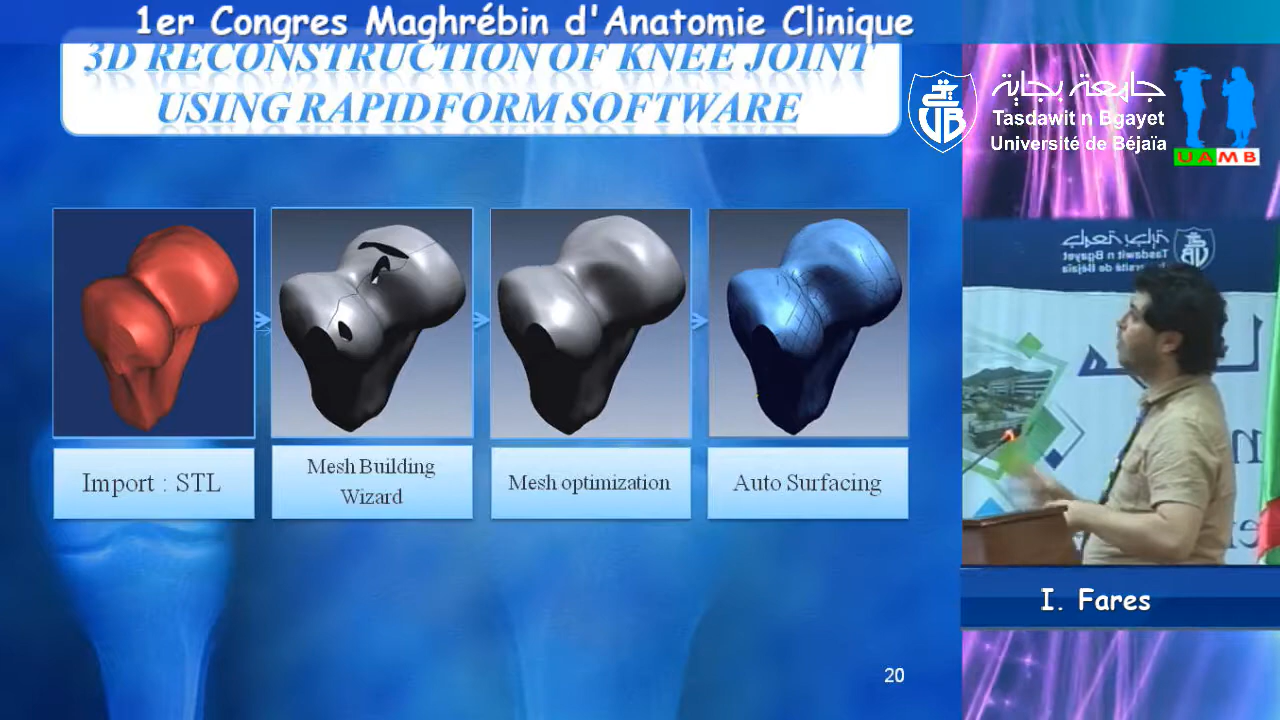 1er Congres Maghrébin d'Anatomie Clinique
3D RECONSTRUCTION OF KNEE JOINT
USING RAPIDFORM SOFTWARE
جامعة بجاية
Tasdawit n Bgayet
Université de Béjaïa
UAMB
Import : STL
Mesh Building
Wizard
Mesh optimization
Auto Surfacing
20
I. Fares